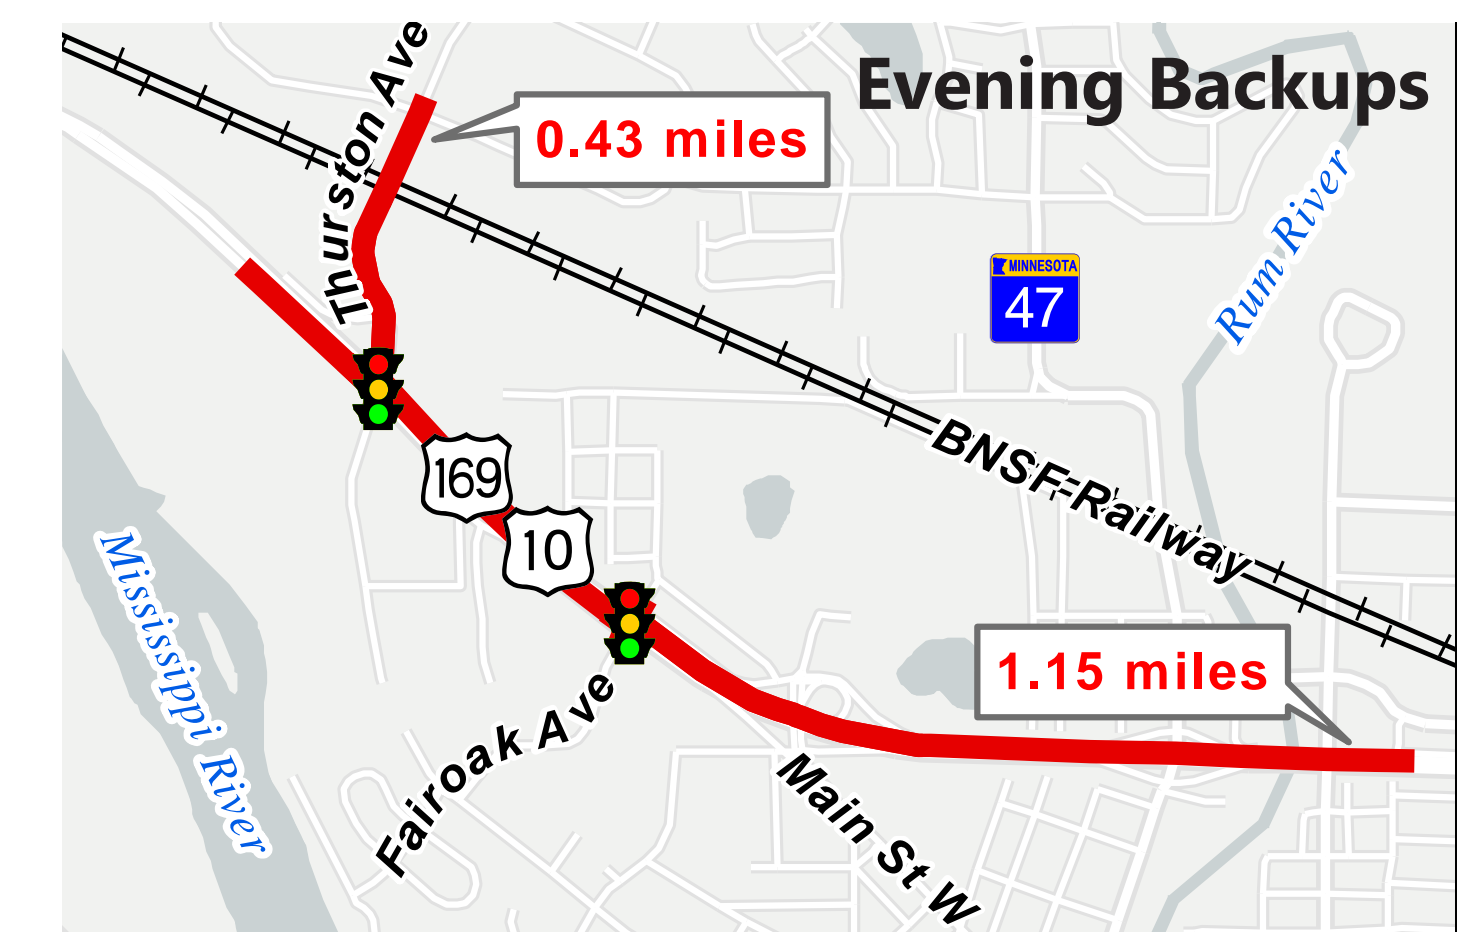 Evening Backups
Thurston Ave
0.43 miles
Rum River
MINNESOTA
47
BNSF Railway
169
10
Mississippi River
1.15 miles
Fairoak Ave
Main St W